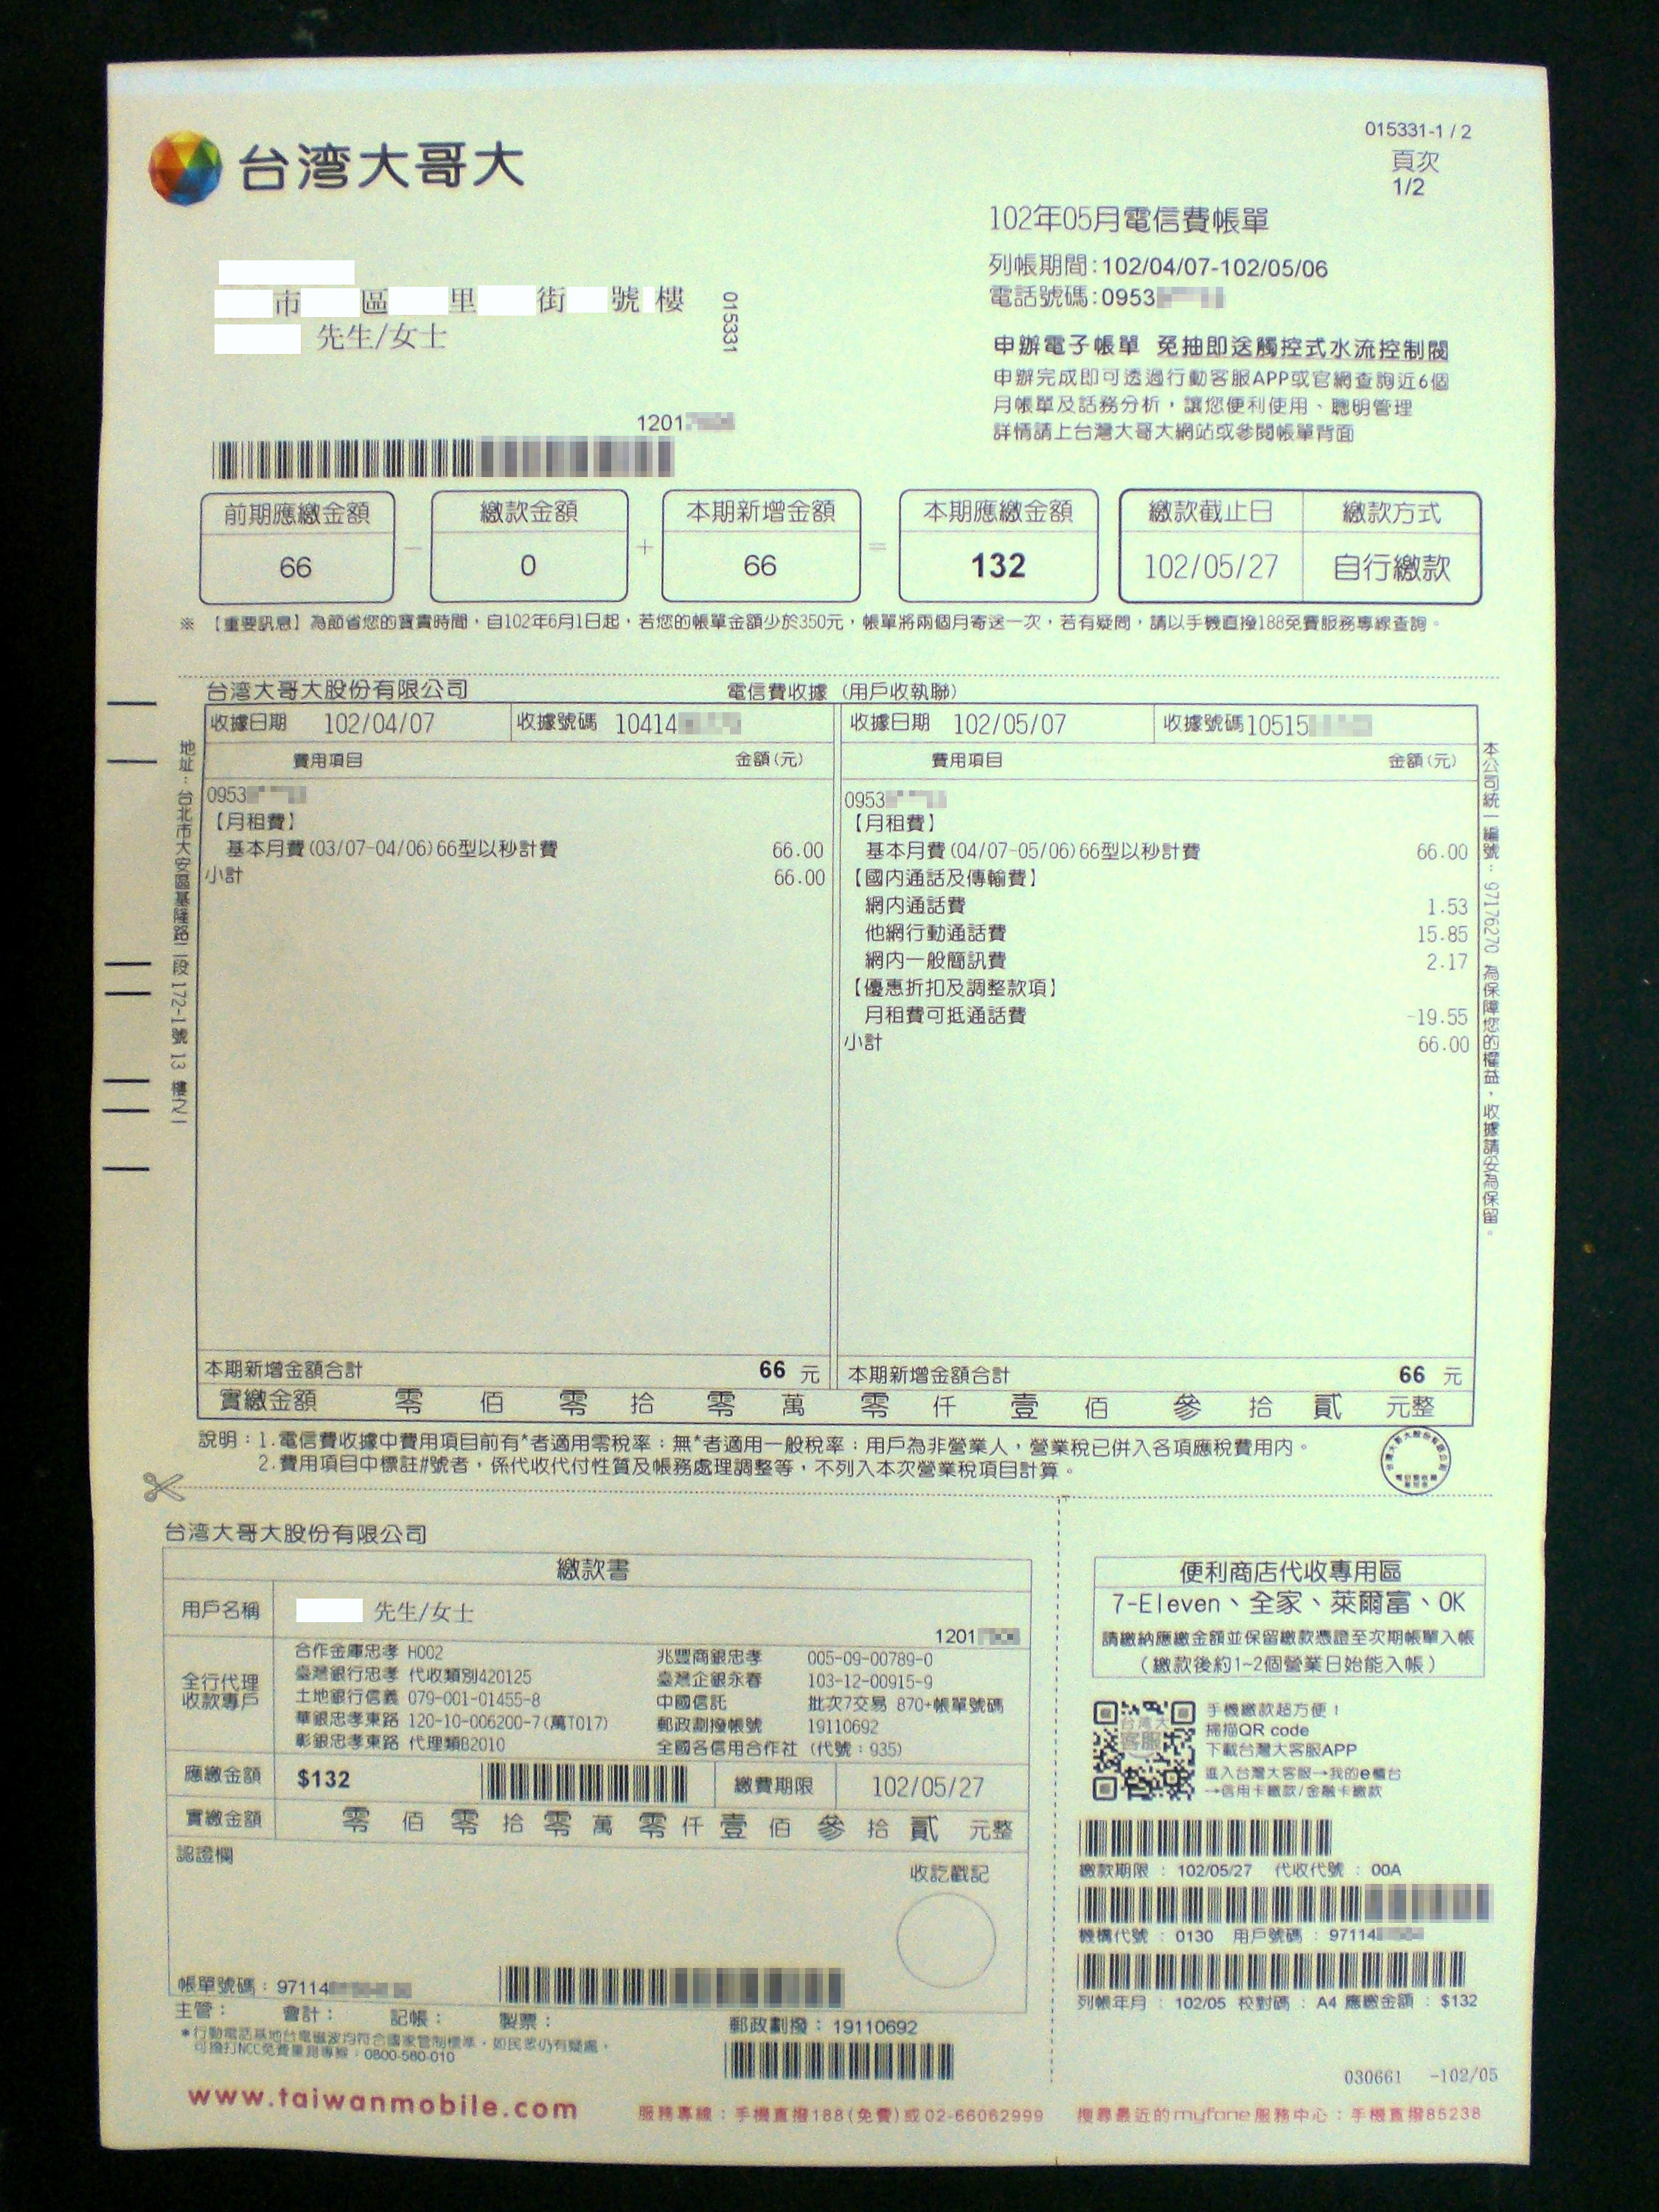 015331-1 / 2
頁次
1/2
台湾大哥大
102年05月電信費帳單
列帳期間:102/04/07-102/05/06
電話號碼:0953
市 區 里 街 號 樓
先生/女士
015331
申辦電子帳單 免抽即送觸控式水流控制閥
申辦完成即可透過行動客服APP或官網查詢近6個
月帳單及話務分析，讓您便利使用、聰明管理
詳情請上台灣大哥大網站或參閱帳單背面
1201
前期應繳金額 繳款金額 本期新增金額 本期應繳金額 繳款截止日 繳款方式
66 － 0 ＋ 66 ＝ 132 102/05/27 自行繳款
※ 【重要訊息】為節省您的寶貴時間，自102年6月1日起，若您的帳單金額少於350元，帳單將兩個月寄送一次，若有疑問，請以手機直撥188免費服務專線查詢。
台湾大哥大股份有限公司 電信費收據 (用戶收執聯)
收據日期 102/04/07 收據號碼 10414
費用項目 金額(元)
0953
【月租費】
基本月費(03/07-04/06)66型以秒計費 66.00
小計 66.00
本期新增金額合計 66 元
收據日期 102/05/07 收據號碼10515
費用項目 金額(元)
0953
【月租費】
基本月費(04/07-05/06)66型以秒計費 66.00
【國內通話及傳輸費】
網內通話費 1.53
他網行動通話費 15.85
網內一般簡訊費 2.17
【優惠折扣及調整款項】
月租費可抵通話費 -19.55
小計 66.00
本期新增金額合計 66 元
實繳金額 零 佰 零 拾 零 萬 零 仟 壹 佰 參 拾 貳 元整
地址：台北市大安區基隆路二段 172-1號 13 樓之1
本公司統一編號：97176270 為保障您的權益，收據請妥為保留。
說明：1.電信費收據中費用項目前有*者適用零稅率；無*者適用一般稅率；用戶為非營業人，營業稅已併入各項應稅費用內。
2.費用項目中標註#號者，係代收代付性質及帳務處理調整等，不列入本次營業稅項目計算。
台湾大哥大股份有限公司
繳款書
用戶名稱 先生/女士
1201
全行代理
收款專戶
合作金庫忠孝 H002 兆豐商銀忠孝 005-09-00789-0
臺灣銀行忠孝 代收類別420125 臺灣企銀永春 103-12-00915-9
土地銀行信義 079-001-01455-8 中國信託 批次7交易 870+帳單號碼
華銀忠孝東路 120-10-006200-7(萬T017) 郵政劃撥帳號 19110692
彰銀忠孝東路 代理類B2010 全國各信用合作社 (代號：935)
應繳金額 $132 繳費期限 102/05/27
實繳金額 零 佰 零 拾 零 萬 零 仟 壹 佰 參 拾 貳 元整
認證欄 收訖戳記
帳單號碼：97114
主管： 會計： 記帳： 製票：
*行動電話基地台電磁波均符合國家管制標準，如民眾仍有疑慮，
可撥打NCC免費量測專線：0800-580-010
郵政劃撥：19110692
便利商店代收專用區
7-Eleven、全家、萊爾富、OK
請繳納應繳金額並保留繳款憑證至次期帳單入帳
(繳款後約1~2個營業日始能入帳)
台灣大
客服
手機繳款超方便！
掃描QR code
下載台灣大客服APP
進入台灣大客服→我的e櫃台
→信用卡繳款/金融卡繳款
繳款期限：102/05/27 代收代號：00A
機構代號：0130 用戶號碼：97114
列帳年月：102/05 校對碼：A4 應繳金額：$132
030661 -102/05
www.taiwanmobile.com
服務專線：手機直撥188(免費)或02-66062999
搜尋最近的myfone服務中心：手機直撥85238